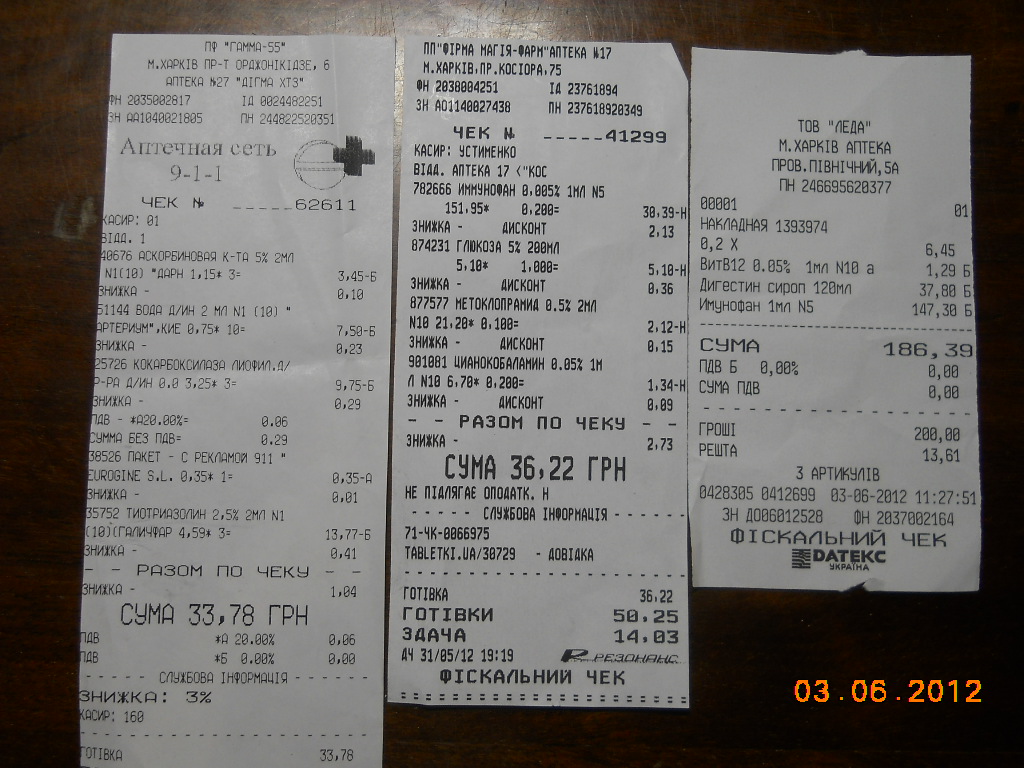 ПФ "ГАММА-55"
М.ХАРКІВ ПР-Т ОРДЖОНІКІДЗЕ, 6
АПТЕКА №27 "ДІГМА ХТЗ"
ФН 2035002817 ІД 0024482251
ЗН АА1040021805 ПН 244822520351
Аптечная сеть
9-1-1
ЧЕК № _____62611
КАСИР: 01
ВІДД. 1
40676 АСКОРБИНОВАЯ К-ТА 5% 2МЛ
N1(10) "ДАРН 1,15* 3= 3,45-Б
ЗНИЖКА - 0,10
51144 ВОДА Д/ИН 2 МЛ N1 (10) "
АРТЕРИУМ",КИЕ 0,75* 10= 7,50-Б
ЗНИЖКА - 0,23
25726 КОКАРБОКСИЛАЗА ЛИОФИЛ.Д/
Р-РА Д/ИН 0.0 3,25* 3= 9,75-Б
ЗНИЖКА - 0,29
ПДВ - *А20.00%= 0.06
СУММА БЕЗ ПДВ= 0.29
38526 ПАКЕТ - С РЕКЛАМОЙ 911 "
EUROGINE S.L. 0,35* 1= 0,35-А
ЗНИЖКА - 0,01
35752 ТИОТРИАЗОЛИН 2,5% 2МЛ N1
(10)(ГАЛИЧФАР 4,59* 3= 13,77-Б
ЗНИЖКА - 0,41
- - РАЗОМ ПО ЧЕКУ - -
ЗНИЖКА - 1,04
СУМА 33,78 ГРН
ПДВ *А 20.00% 0,06
ПДВ *Б 0.00% 0,00
- - - - - СЛУЖБОВА ІНФОРМАЦІЯ - - - - - -
ЗНИЖКА: 3%
КАСИР: 160
ГОТІВКА 33,78
ПП"ФІРМА МАГІЯ-ФАРМ"АПТЕКА №17
М.ХАРКІВ,ПР.КОСІОРА,75
ФН 2038004251 ІД 23761894
ЗН АО1140027438 ПН 237618920349
ЧЕК № _____41299
КАСИР: УСТИМЕНКО
ВІДД. АПТЕКА 17 <"КОС
782666 ИММУНОФАН 0,005% 1МЛ N5
151,95* 0,200= 30,39-Н
ЗНИЖКА - ДИСКОНТ 2,13
874231 ГЛЮКОЗА 5% 200МЛ
5,10* 1,000= 5,10-Н
ЗНИЖКА - ДИСКОНТ 0,36
877577 МЕТОКЛОПРАМИД 0.5% 2МЛ
N10 21,20* 0,100= 2,12-Н
ЗНИЖКА - ДИСКОНТ 0,15
901081 ЦИАНОКОБАЛАМИН 0.05% 1М
Л N10 6,70* 0,200= 1,34-Н
ЗНИЖКА - ДИСКОНТ 0,09
- - РАЗОМ ПО ЧЕКУ - -
ЗНИЖКА - 2,73
СУМА 36,22 ГРН
НЕ ПІДЛЯГАЄ ОПОДАТК. Н
- - - - - СЛУЖБОВА ІНФОРМАЦІЯ - - - - -
71-ЧК-0066975
TABLETKI.UA/30729 - ДОВІДКА
ГОТІВКА 36,22
ГОТІВКИ 50,25
ЗДАЧА 14,03
ДЧ 31/05/12 19:19 РЕЗОНАНС
ФІСКАЛЬНИЙ ЧЕК
ТОВ "ЛЕДА"
М.ХАРКІВ АПТЕКА
ПРОВ.ПІВНІЧНИЙ,5А
ПН 246695620377
00001 01
НАКЛАДНАЯ 1393974
0,2 Х 6,45
ВитВ12 0.05% 1мл N10 а 1,29 Б
Дигестин сироп 120мл 37,80 Б
Имунофан 1мл N5 147,30 Б
СУМА 186,39
ПДВ Б 0,00% 0,00
СУМА ПДВ 0,00
ГРОШІ 200,00
РЕШТА 13,61
3 АРТИКУЛІВ
0428305 0412699 03-06-2012 11:27:51
ЗН ДО06012528 ФН 2037002164
ФІСКАЛЬНИЙ ЧЕК
DATEKC
УКРАЇНА
03.06.2012